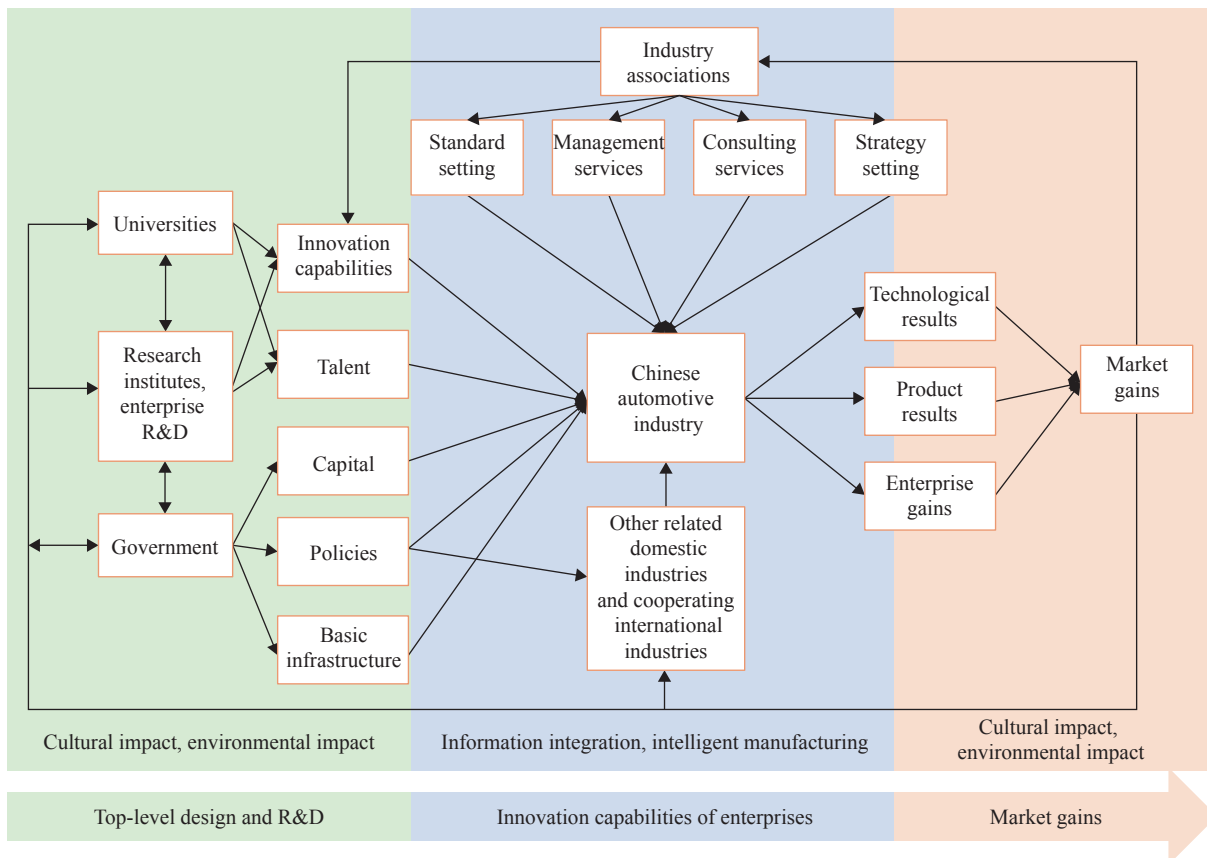 Industry
associations
Standard
setting
Management
services
Consulting
services
Strategy
setting
Universities
Innovation
capabilities
Research
institutes,
enterprise
R&D
Talent
Capital
Government
Policies
Basic
infrastructure
Chinese
automotive
industry
Other related
domestic
industries
and cooperating
international
industries
Technological
results
Product
results
Enterprise
gains
Market
gains
Cultural impact, environmental impact
Information integration, intelligent manufacturing
Cultural impact,
environmental impact
Top-level design and R&D
Innovation capabilities of enterprises
Market gains